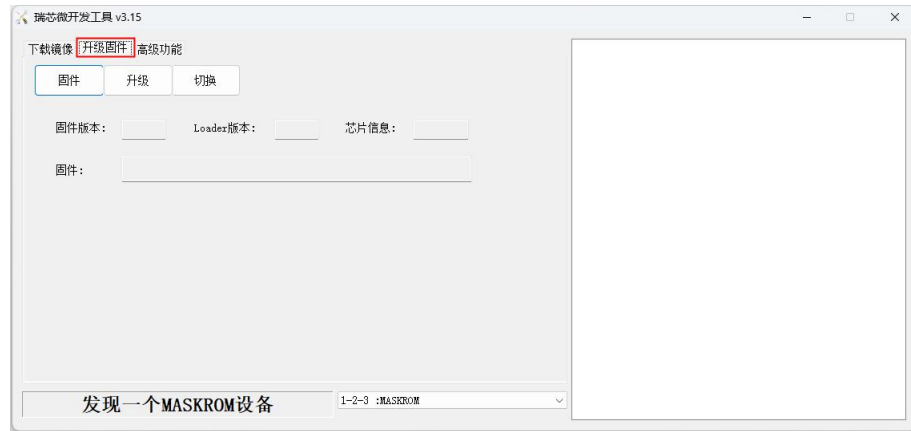 瑞芯微开发工具 v3.15
下载镜像 升级固件 高级功能
固件 升级 切换
固件版本： Loader版本： 芯片信息：
固件：
发现一个MASKROM设备 1-2-3 :MASKROM